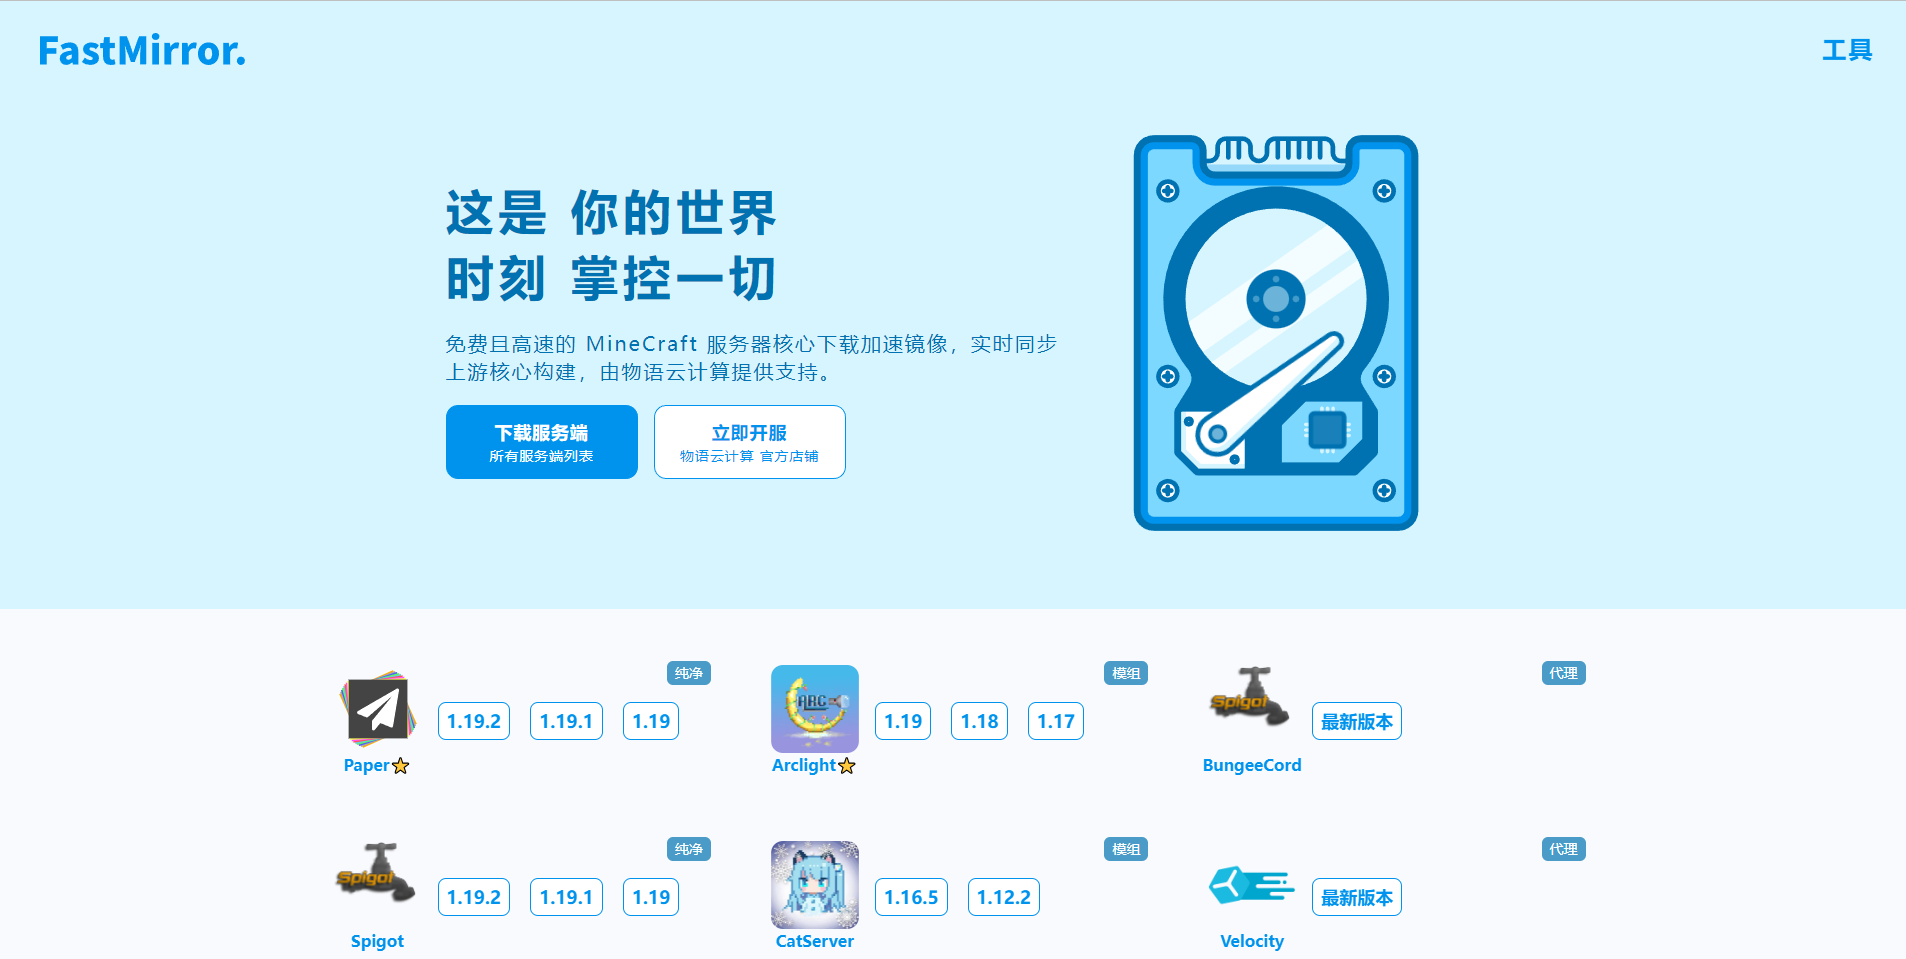 FastMirror.
工具
这是 你的世界
时刻 掌控一切
免费且高速的 MineCraft 服务器核心下载加速镜像，实时同步
上游核心构建，由物语云计算提供支持。
下载服务端
所有服务端列表
立即开服
物语云计算 官方店铺
纯净
1.19.2 1.19.1 1.19
Paper
模组
ARC
1.19 1.18 1.17
Arclight
代理
Spigot
最新版本
BungeeCord
纯净
Spigot
1.19.2 1.19.1 1.19
Spigot
模组
1.16.5 1.12.2
CatServer
代理
最新版本
Velocity